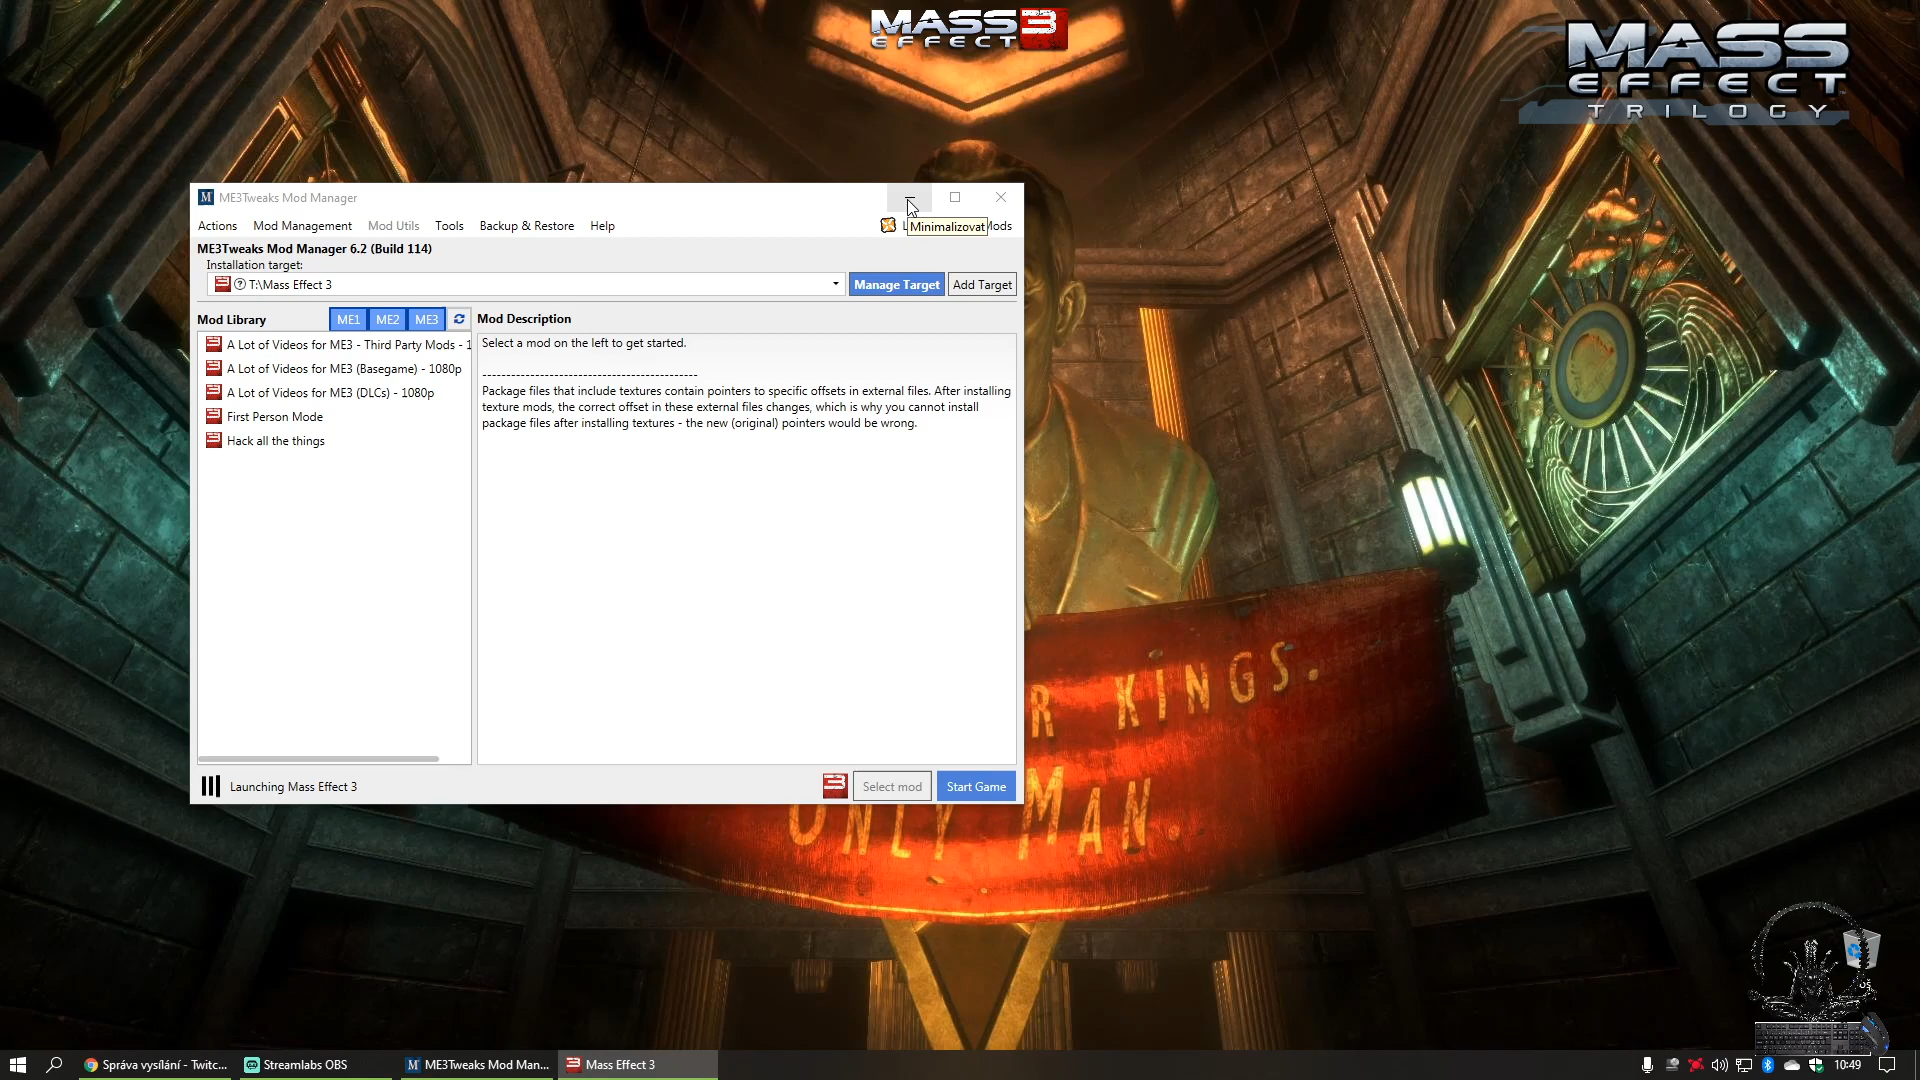 MASS 3
EFFECT
MASS
EFFECT
TRILOGY
ME3Tweaks Mod Manager
Actions Mod Management Mod Utils Tools Backup & Restore Help
Minimalizovat
Mods
ME3Tweaks Mod Manager 6.2 (Build 114)
Installation target:
T:\Mass Effect 3
Manage Target Add Target
Mod Library ME1 ME2 ME3
Mod Description
A Lot of Videos for ME3 - Third Party Mods - 1
A Lot of Videos for ME3 (Basegame) - 1080p
A Lot of Videos for ME3 (DLCs) - 1080p
First Person Mode
Hack all the things
Select a mod on the left to get started.
--------------------------------------------
Package files that include textures contain pointers to specific offsets in external files. After installing
texture mods, the correct offset in these external files changes, which is why you cannot install
package files after installing textures - the new (original) pointers would be wrong.
Launching Mass Effect 3
Select mod Start Game
R KINGS.
ONLY MAN.
Správa vysílání - Twitc...
Streamlabs OBS
ME3Tweaks Mod Man...
Mass Effect 3
10:49